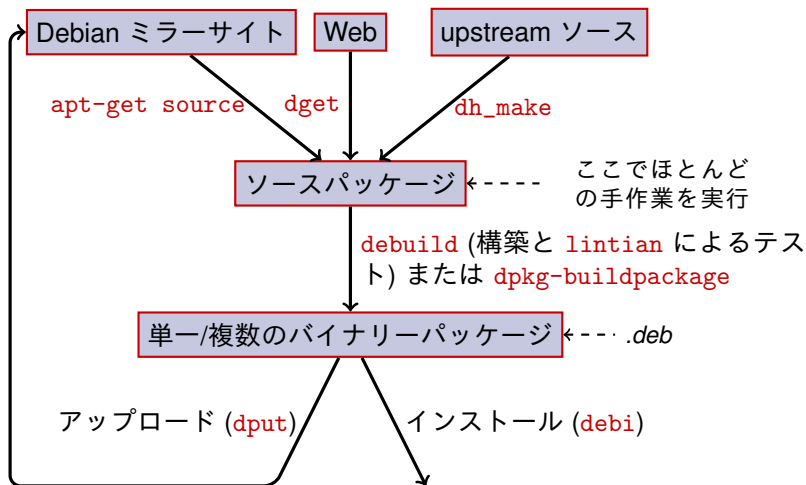 Debian ミラーサイト
Web
upstream ソース
apt-get source
dget
dh_make
ソースパッケージ
ここでほとんど
の手作業を実行
debuild (構築と lintian によるテス
ト) または dpkg-buildpackage
単一/複数のバイナリーパッケージ
.deb
アップロード (dput)
インストール (debi)